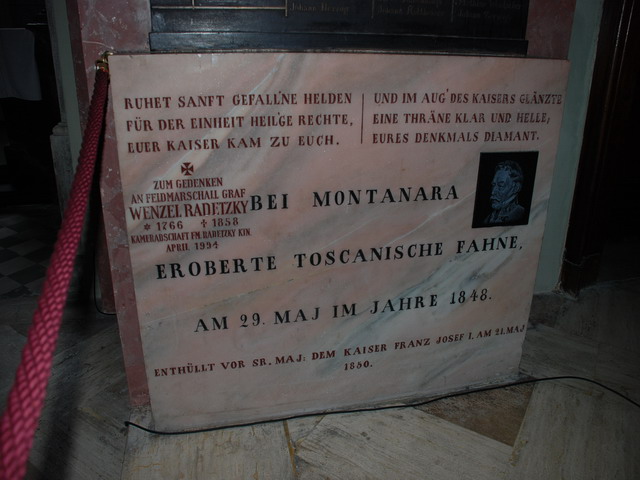 RUHET SANFT GEFALL'NE HELDEN
FÜR DER EINHEIT HEIL'GE RECHTE,
EUER KAISER KAM ZU EUCH.
UND IM AUG' DES KAISERS GLÄNZTE
EINE THRÄNE KLAR UND HELLE,
EURES DENKMALS DIAMANT.
ZUM GEDENKEN
AN FELDMARSCHALL GRAF
WENZEL RADETZKY
* 1766 † 1858
KAMERADSCHAFT FM. RADETZKY KIN.
APRIL 1994
BEI MONTANARA
EROBERTE TOSCANISCHE FAHNE,
AM 29. MAJ IM JAHRE 1848.
ENTHÜLLT VOR SR. MAJ: DEM KAISER FRANZ JOSEF I. AM 21. MAJ
1850.